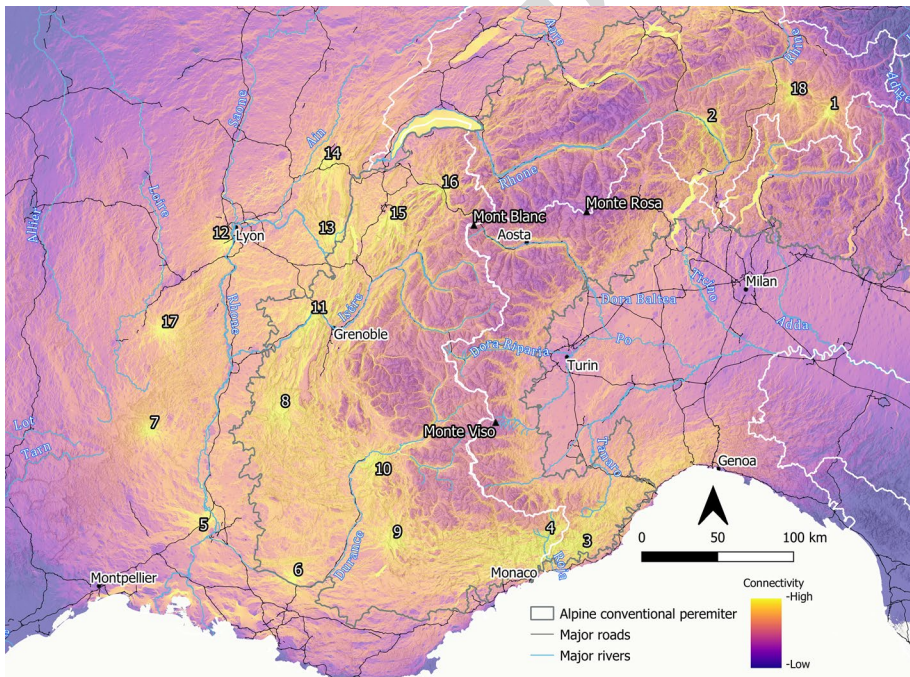 Aare
Rhine
Adige
18
1
2
Saone
Ain
14
Rhone
16
Loire
Allier
15
Monte Rosa
Mont Blanc
12
Lyon
13
Aosta
Ticino
Milan
Dora Baltea
Rhone
11
Isère
Adda
17
Grenoble
Dora Riparia
Po
Turin
8
Lot
7
Monte Viso
Tarn
Tanaro
10
Genoa
5
9
4
3
0 50 100 km
Durance
6
Roia
Monaco
Montpellier
Connectivity
-High
-Low
Alpine conventional peremiter
Major roads
Major rivers